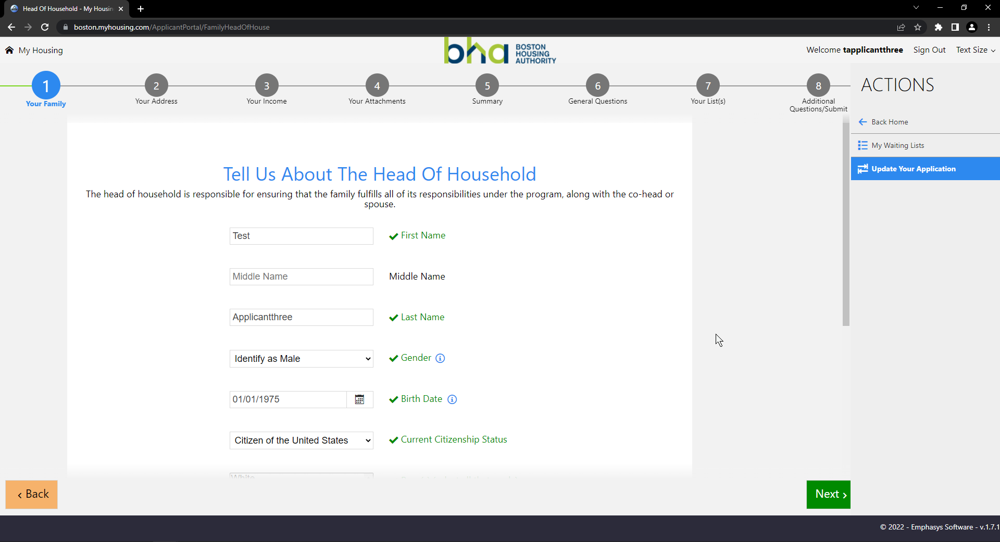 Head Of Household - My Housin
boston.myhousing.com/ApplicantPortal/FamilyHeadOfHouse
My Housing
bha BOSTON
HOUSING
AUTHORITY
Welcome tapplicantthree Sign Out Text Size
1 2 3 4 5 6 7 8
Your Family Your Address Your Income Your Attachments Summary General Questions Your List(s) Additional
Questions/Submit
ACTIONS
Back Home
My Waiting Lists
Update Your Application
Tell Us About The Head Of Household
The head of household is responsible for ensuring that the family fulfills all of its responsibilities under the program, along with the co-head or
spouse.
Test First Name
Middle Name Middle Name
Applicantthree Last Name
Identify as Male Gender
01/01/1975 Birth Date
Citizen of the United States Current Citizenship Status
White
‹ Back
Next ›
© 2022 - Emphasys Software - v.1.7.1